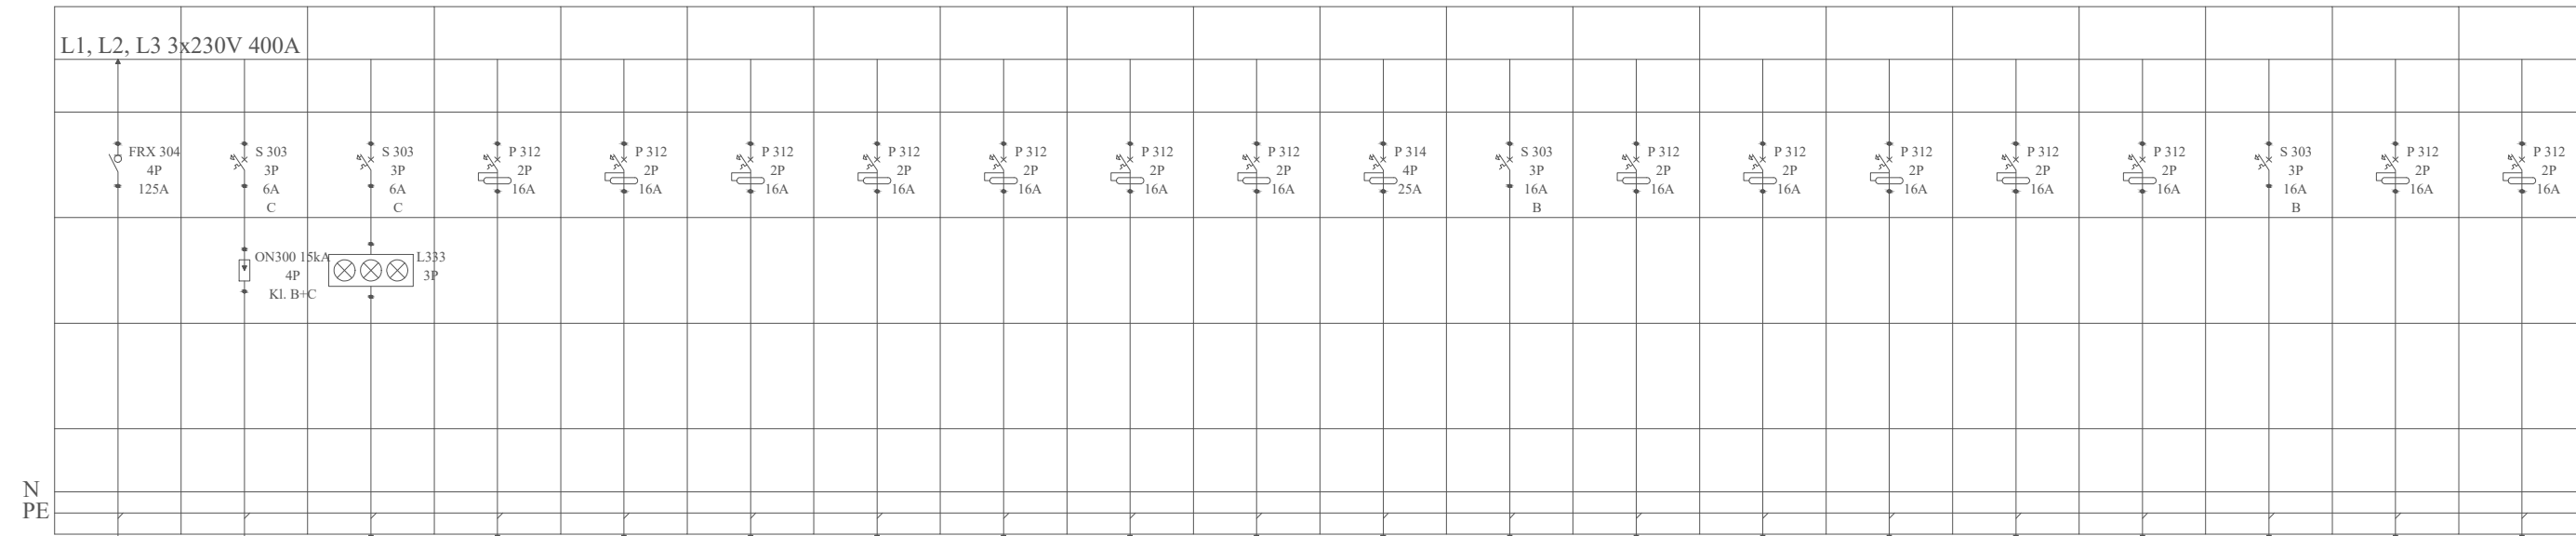 L1, L2, L3 3x230V 400A
FRX 304
4P
125A
S 303
3P
6A
C
S 303
3P
6A
C
P 312
2P
16A
P 312
2P
16A
P 312
2P
16A
P 312
2P
16A
P 312
2P
16A
P 312
2P
16A
P 312
2P
16A
P 314
4P
25A
S 303
3P
16A
B
P 312
2P
16A
P 312
2P
16A
P 312
2P
16A
P 312
2P
16A
P 312
2P
16A
S 303
3P
16A
B
P 312
2P
16A
P 312
2P
16A
ON300 15kA
4P
Kl. B+C
L333
3P
N
PE